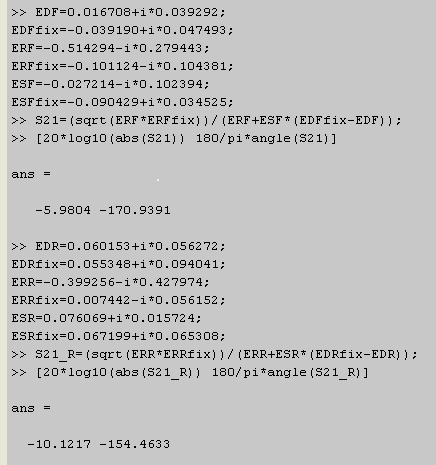 >> EDF=0.016708+i*0.039292;
EDFfix=-0.039190+i*0.047493;
ERF=-0.514294-i*0.279443;
ERFfix=-0.101124-i*0.104381;
ESF=-0.027214-i*0.102394;
ESFfix=-0.090429+i*0.034525;
>> S21=(sqrt(ERF*ERFfix))/(ERF+ESF*(EDFfix-EDF));
>> [20*log10(abs(S21)) 180/pi*angle(S21)]
ans =
-5.9804 -170.9391
>> EDR=0.060153+i*0.056272;
EDRfix=0.055348+i*0.094041;
ERR=-0.399256-i*0.427974;
ERRfix=0.007442-i*0.056152;
ESR=0.076069+i*0.015724;
ESRfix=0.067199+i*0.065308;
>> S21_R=(sqrt(ERR*ERRfix))/(ERR+ESR*(EDRfix-EDR));
>> [20*log10(abs(S21_R)) 180/pi*angle(S21_R)]
ans =
-10.1217 -154.4633